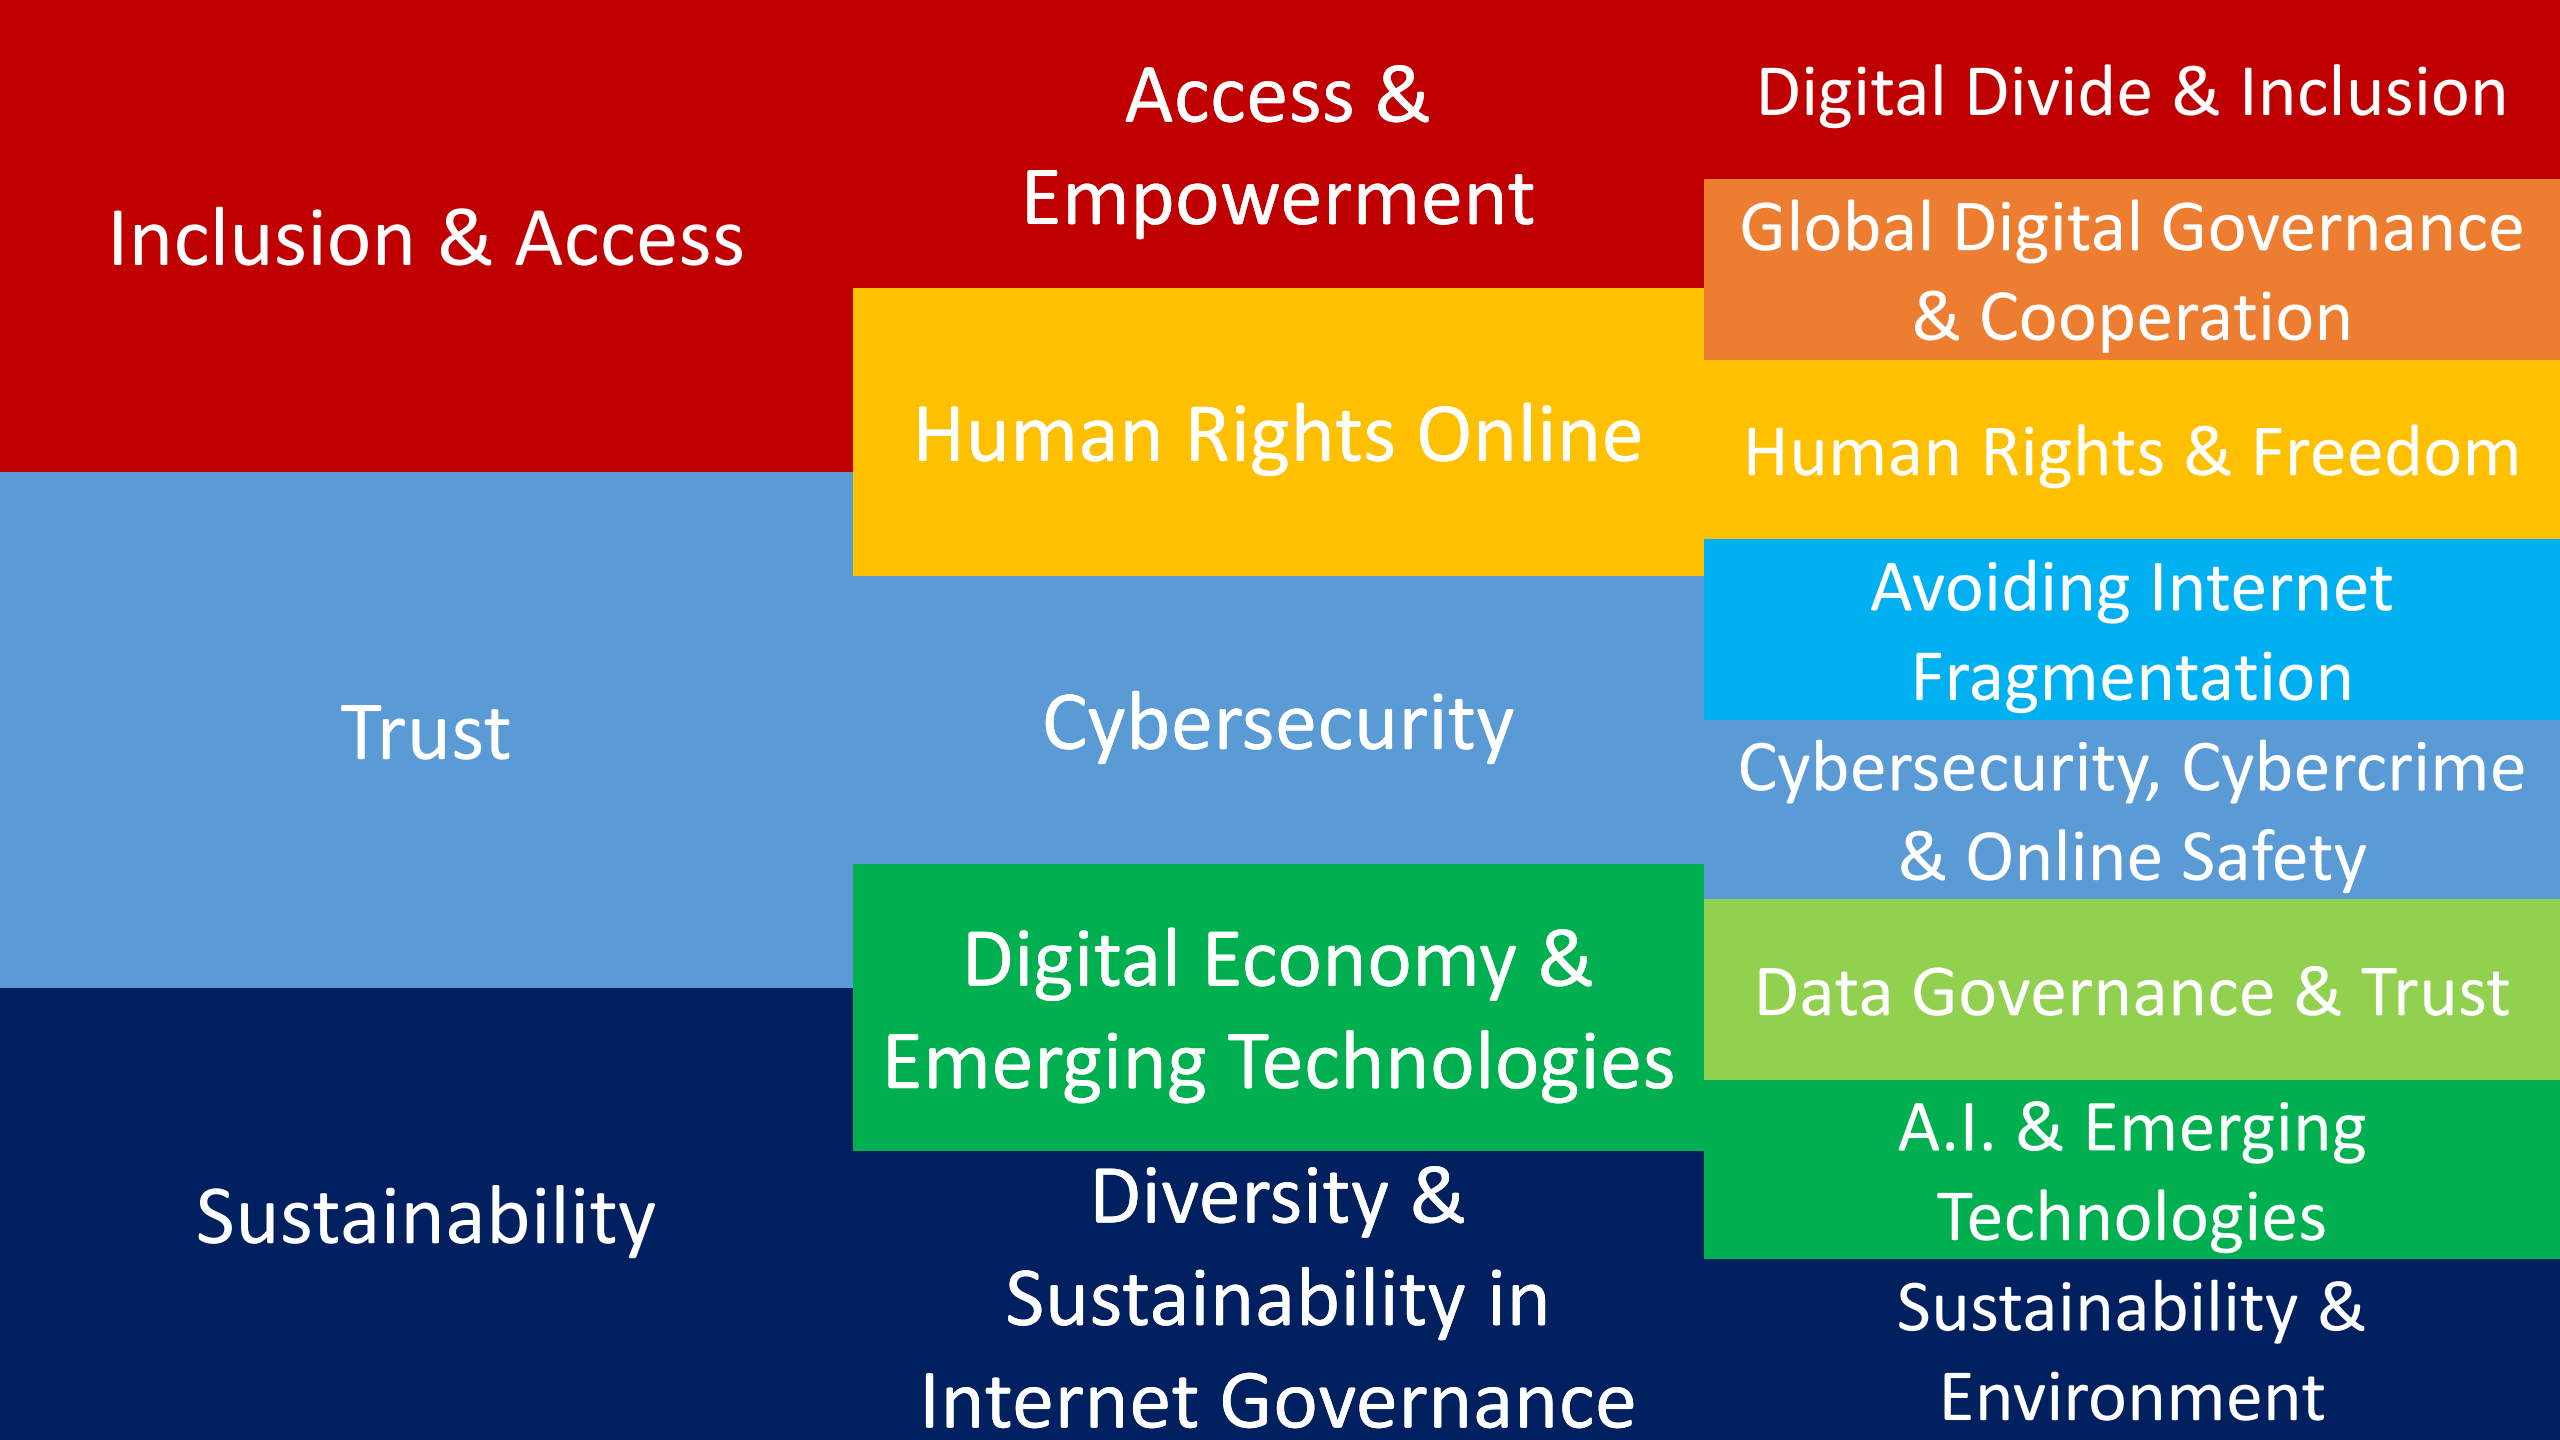 Inclusion & Access
Trust
Sustainability
Access &
Empowerment
Human Rights Online
Cybersecurity
Digital Economy &
Emerging Technologies
Diversity &
Sustainability in
Internet Governance
Digital Divide & Inclusion
Global Digital Governance
& Cooperation
Human Rights & Freedom
Avoiding Internet
Fragmentation
Cybersecurity, Cybercrime
& Online Safety
Data Governance & Trust
A.I. & Emerging
Technologies
Sustainability &
Environment